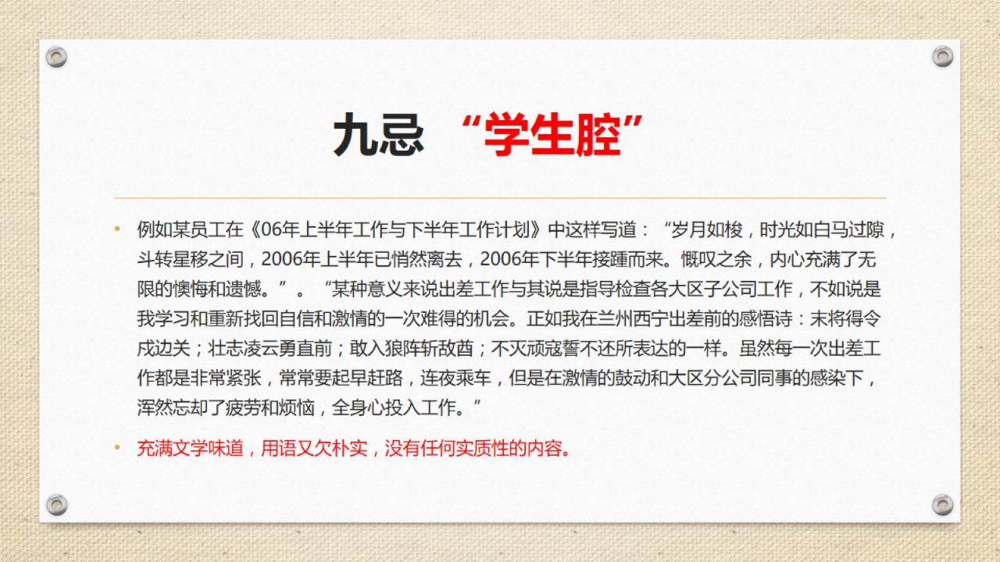 九忌 “学生腔”
• 例如某员工在《06年上半年工作与下半年工作计划》中这样写道：“岁月如梭，时光如白马过隙，
斗转星移之间，2006年上半年已悄然离去，2006年下半年接踵而来。慨叹之余，内心充满了无
限的懊悔和遗憾。”。“某种意义来说出差工作与其说是指导检查各大区子公司工作，不如说是
我学习和重新找回自信和激情的一次难得的机会。正如我在兰州西宁出差前的感悟诗：末将得令
戍边关；壮志凌云勇直前；敢入狼阵斩敌酋；不灭顽寇誓不还所表达的一样。虽然每一次出差工
作都是非常紧张，常常要起早赶路，连夜乘车，但是在激情的鼓动和大区分公司同事的感染下，
浑然忘却了疲劳和烦恼，全身心投入工作。”
• 充满文学味道，用语又欠朴实，没有任何实质性的内容。